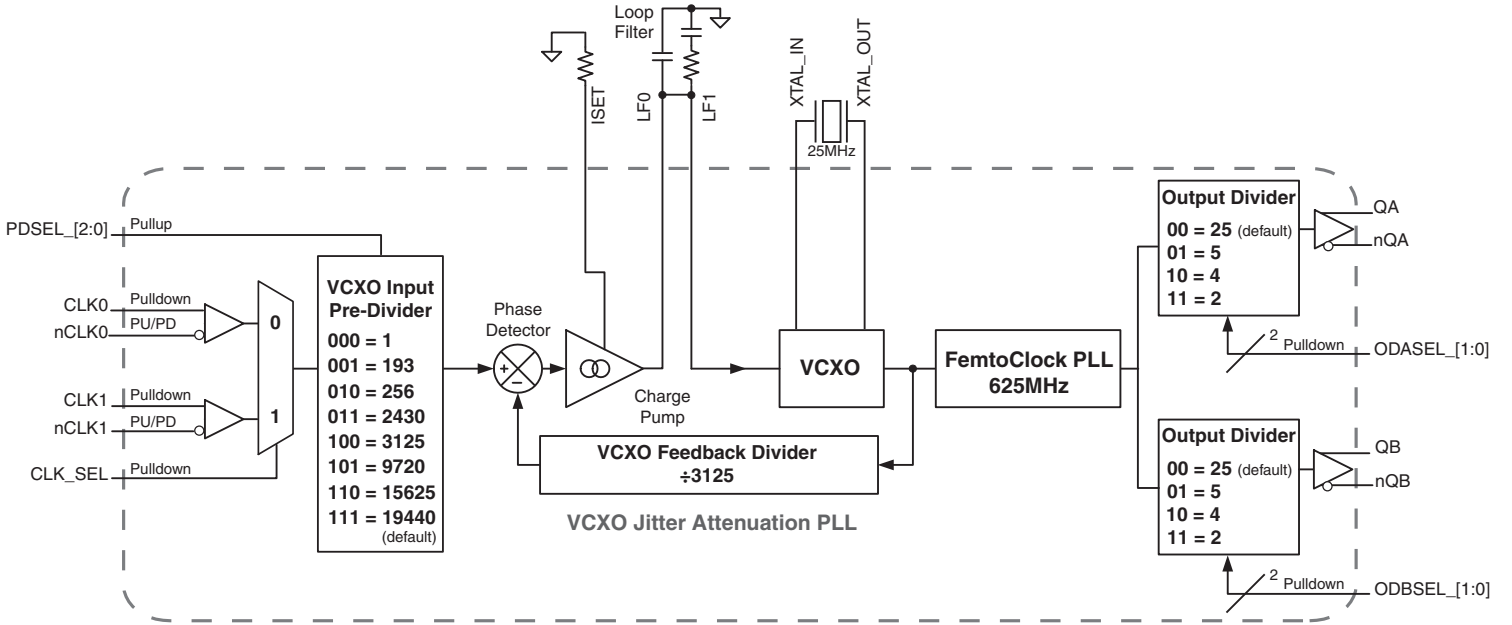 Loop
Filter
ISET
LF0
LF1
XTAL_IN
XTAL_OUT
25MHz
PDSEL_[2:0]
Pullup
CLK0
Pulldown
nCLK0
PU/PD
CLK1
Pulldown
nCLK1
PU/PD
CLK_SEL
Pulldown
0
1
VCXO Input
Pre-Divider
000 = 1
001 = 193
010 = 256
011 = 2430
100 = 3125
101 = 9720
110 = 15625
111 = 19440
(default)
Phase
Detector
+
–
Charge
Pump
VCXO Feedback Divider
÷3125
VCXO Jitter Attenuation PLL
VCXO
FemtoClock PLL
625MHz
Output Divider
00 = 25 (default)
01 = 5
10 = 4
11 = 2
QA
nQA
2
Pulldown
ODASEL_[1:0]
Output Divider
00 = 25 (default)
01 = 5
10 = 4
11 = 2
QB
nQB
2
Pulldown
ODBSEL_[1:0]